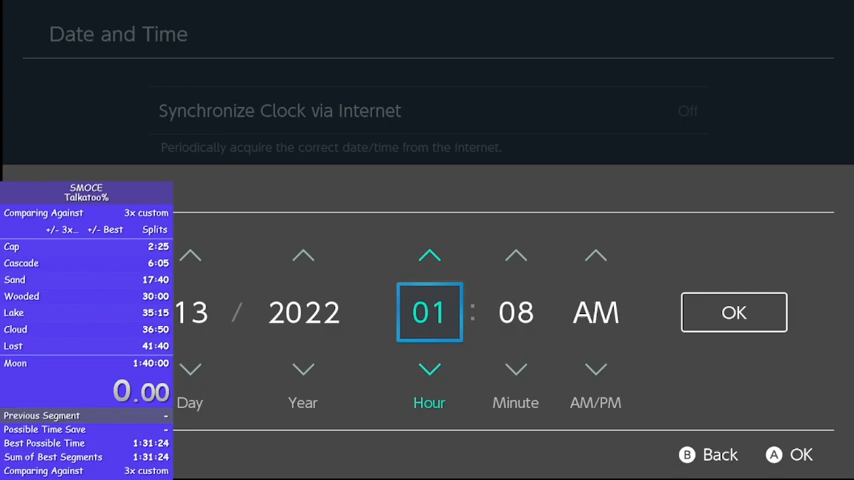 Date and Time
Synchronize Clock via Internet Off
Periodically acquire the correct date/time from the Internet.
SMOCE
Talkatoo%
Comparing Against 3x custom
+/- 3x... +/- Best Splits
Cap 2:25
Cascade 6:05
Sand 17:40
Wooded 30:00
Lake 35:15
Cloud 36:50
Lost 41:40
Moon 1:40:00
0.00
Previous Segment -
Possible Time Save -
Best Possible Time 1:31:24
Sum of Best Segments 1:31:24
Comparing Against 3x custom
13 / 2022 01 : 08 AM OK
Day Year Hour Minute AM/PM
B Back A OK